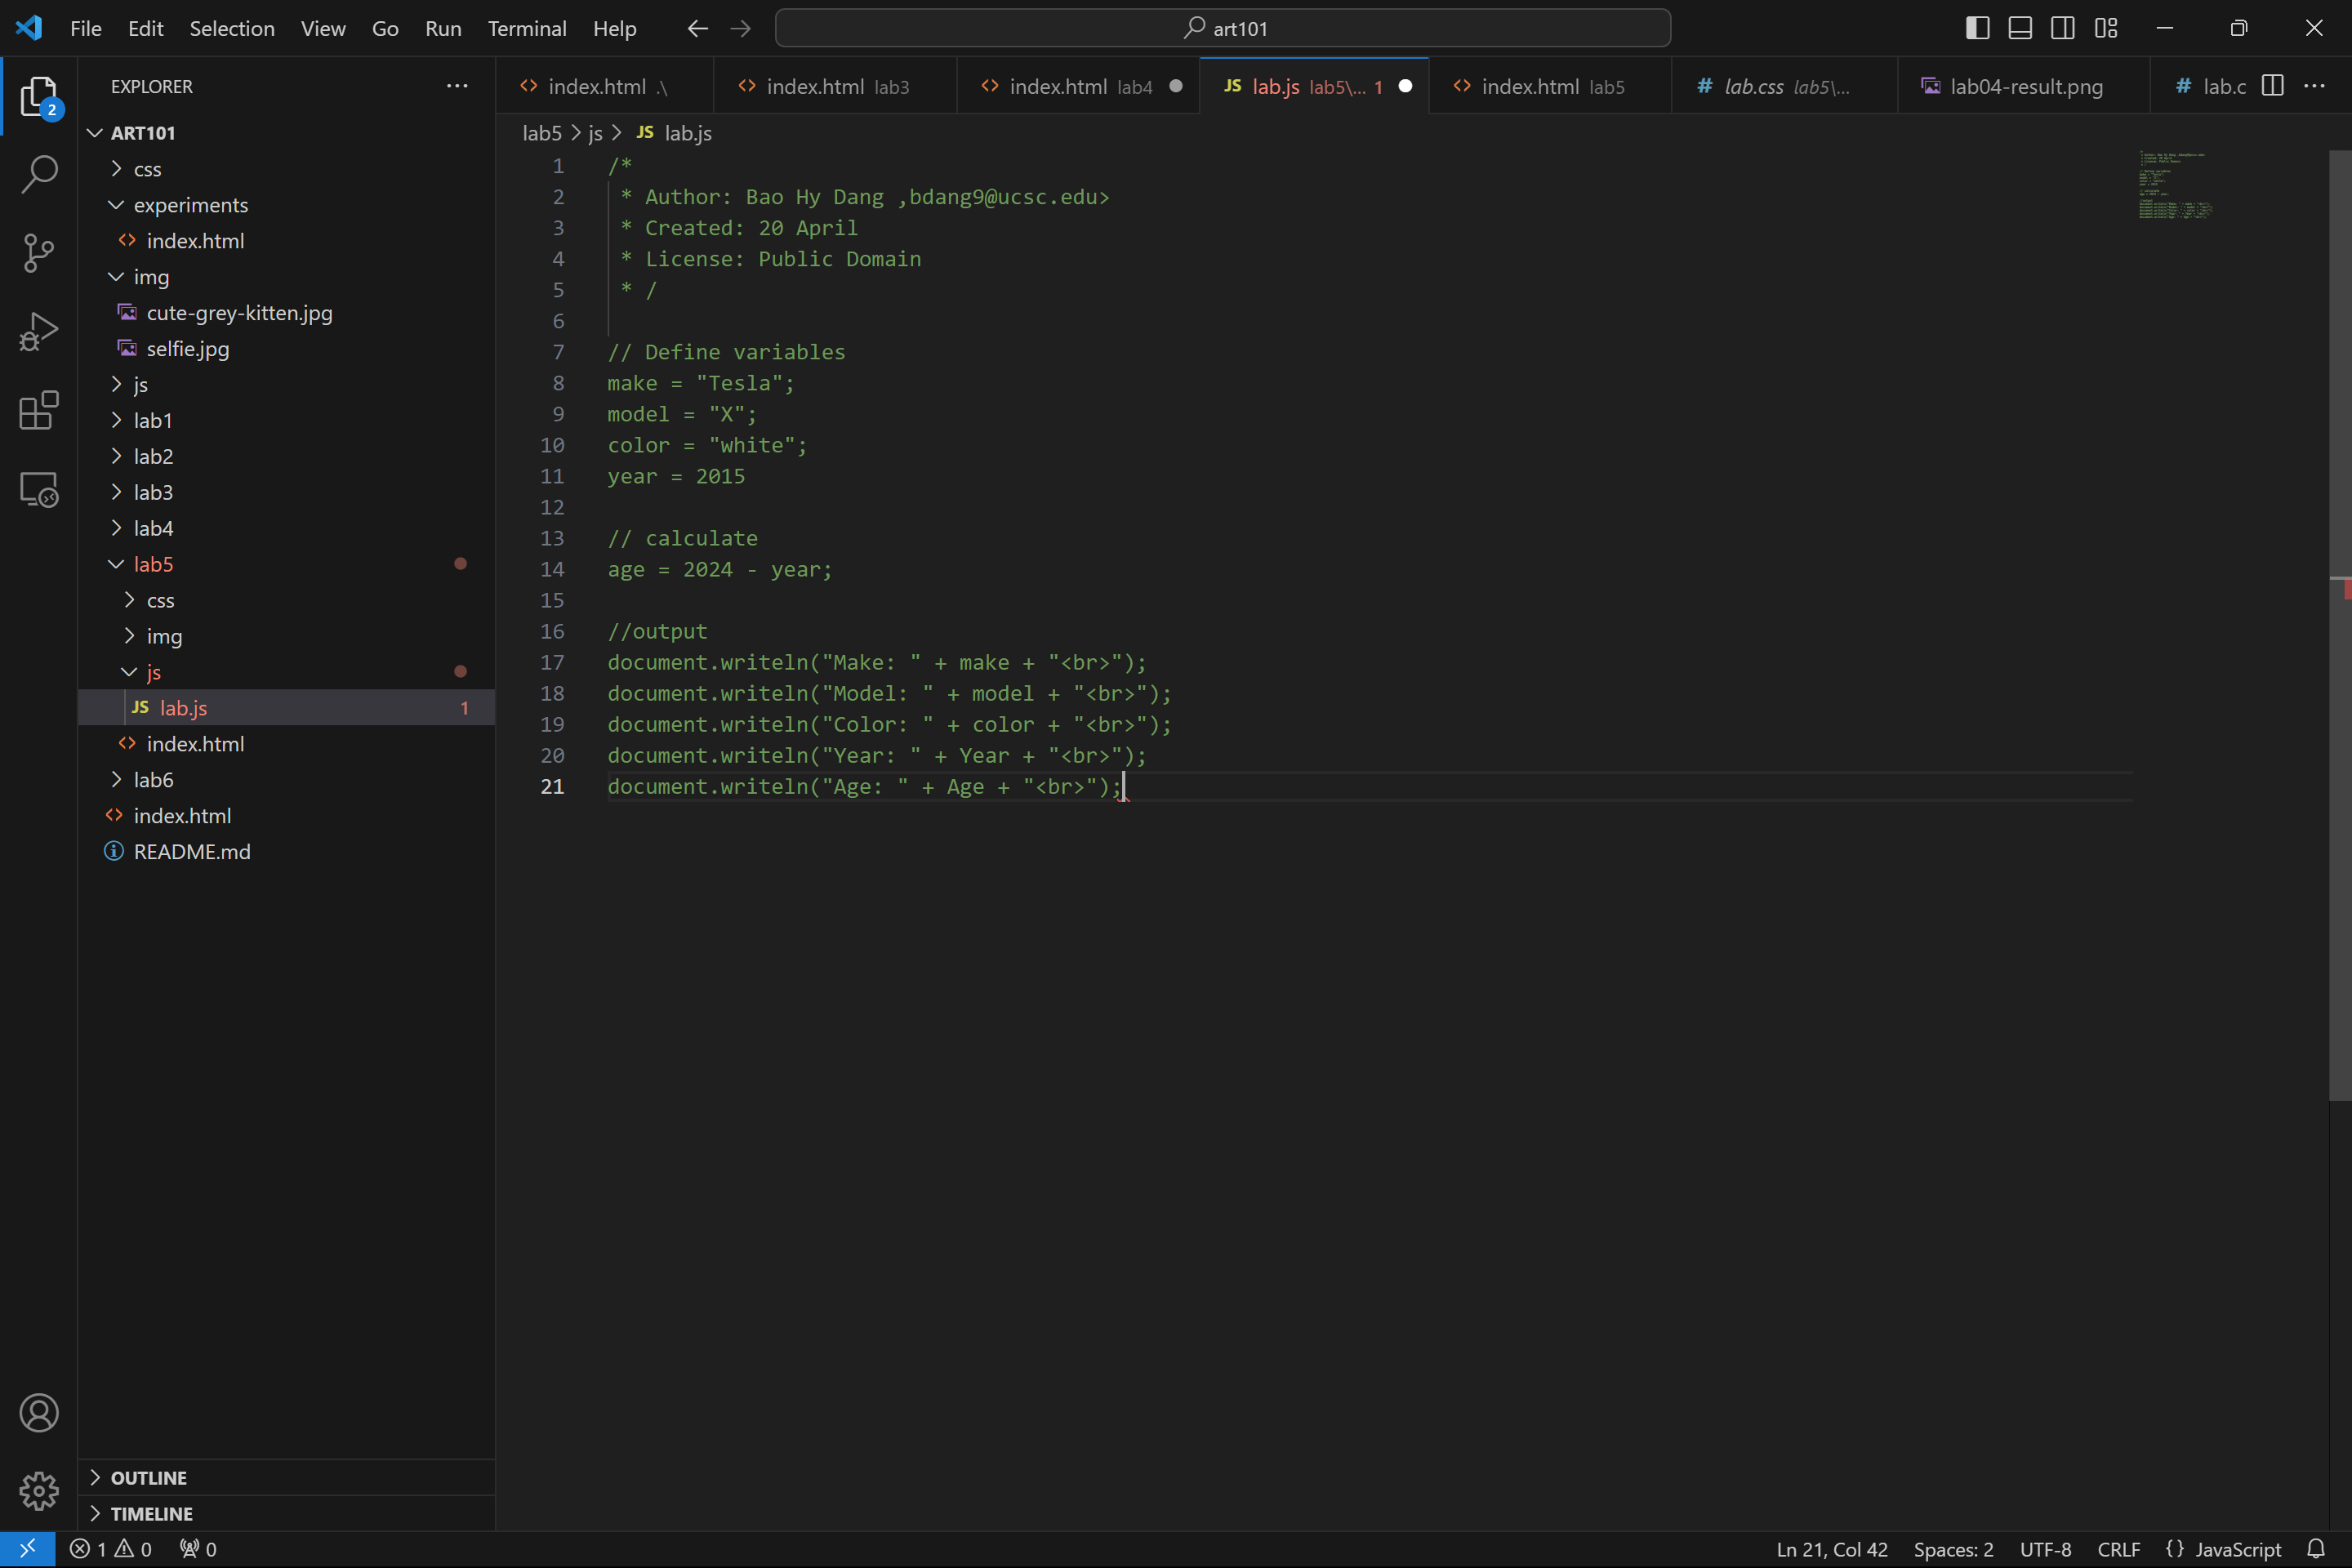 File Edit Selection View Go Run Terminal Help
art101
EXPLORER
ART101
css
experiments
index.html
img
cute-grey-kitten.jpg
selfie.jpg
js
lab1
lab2
lab3
lab4
lab5
css
img
js
JS lab.js 1
index.html
lab6
index.html
README.md
OUTLINE
TIMELINE
2
index.html .\
index.html lab3
index.html lab4
JS lab.js lab5\... 1
index.html lab5
# lab.css lab5\...
lab04-result.png
# lab.c
lab5 > js > JS lab.js
1 /*
2 * Author: Bao Hy Dang ,bdang9@ucsc.edu>
3 * Created: 20 April
4 * License: Public Domain
5 * /
6
7 // Define variables
8 make = "Tesla";
9 model = "X";
10 color = "white";
11 year = 2015
12
13 // calculate
14 age = 2024 - year;
15
16 //output
17 document.writeln("Make: " + make + "<br>");
18 document.writeln("Model: " + model + "<br>");
19 document.writeln("Color: " + color + "<br>");
20 document.writeln("Year: " + Year + "<br>");
21 document.writeln("Age: " + Age + "<br>");
1 0 0
Ln 21, Col 42 Spaces: 2 UTF-8 CRLF {} JavaScript